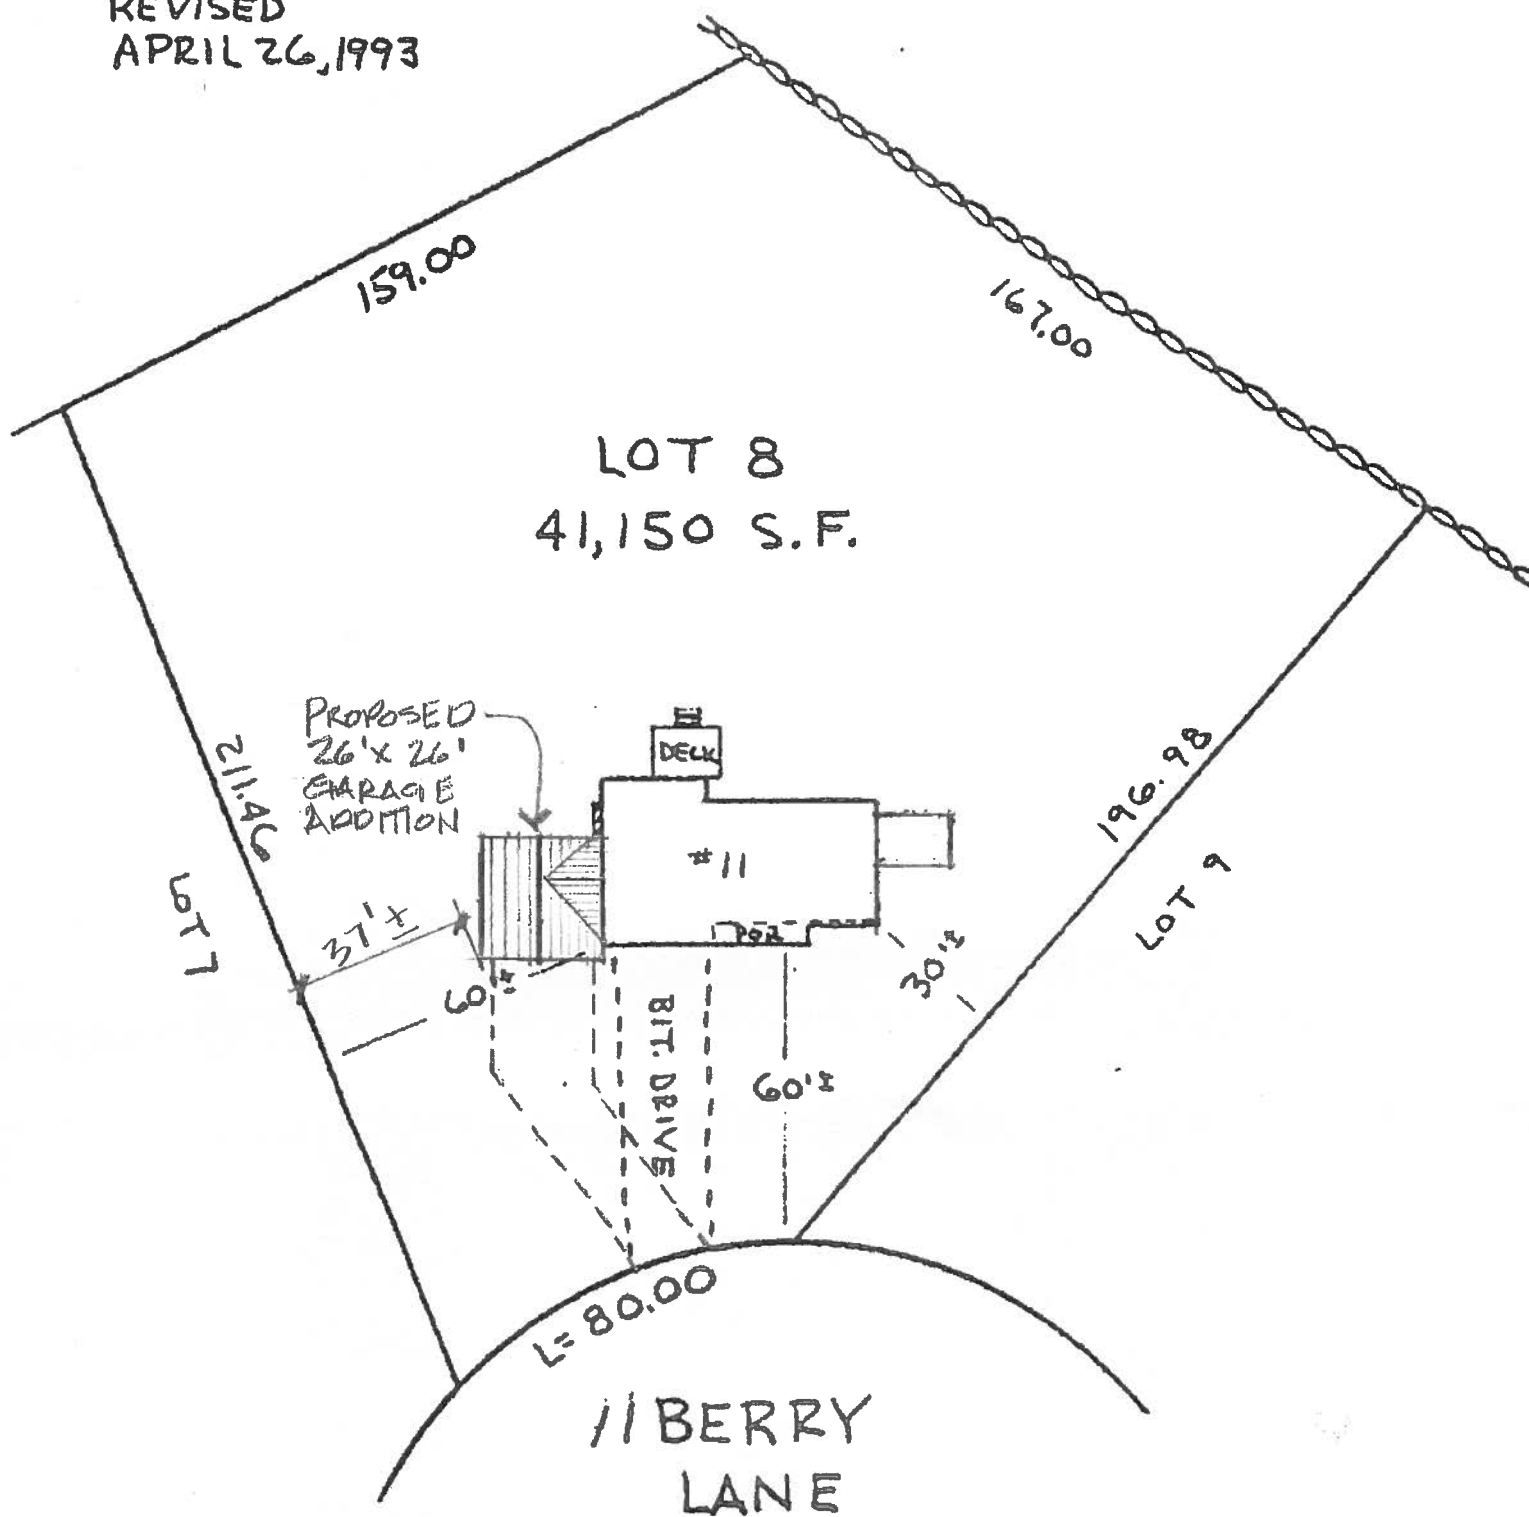 REVISED
APRIL 26, 1993
159.00
167.00
LOT 8
41,150 S.F.
PROPOSED
26' x 26'
GARAGE
ADDITION
DECK
211.46
196.98
#11
LOT 7
LOT 9
37' ±
POR
30'±
60'±
BIT. DRIVE
60'±
L= 80.00
11 BERRY
LANE